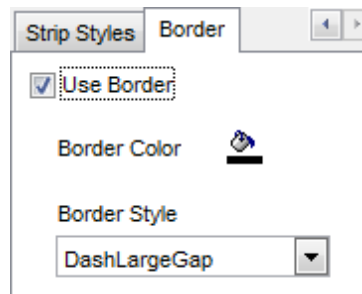 Strip Styles Border
Use Border
Border Color
Border Style
DashLargeGap